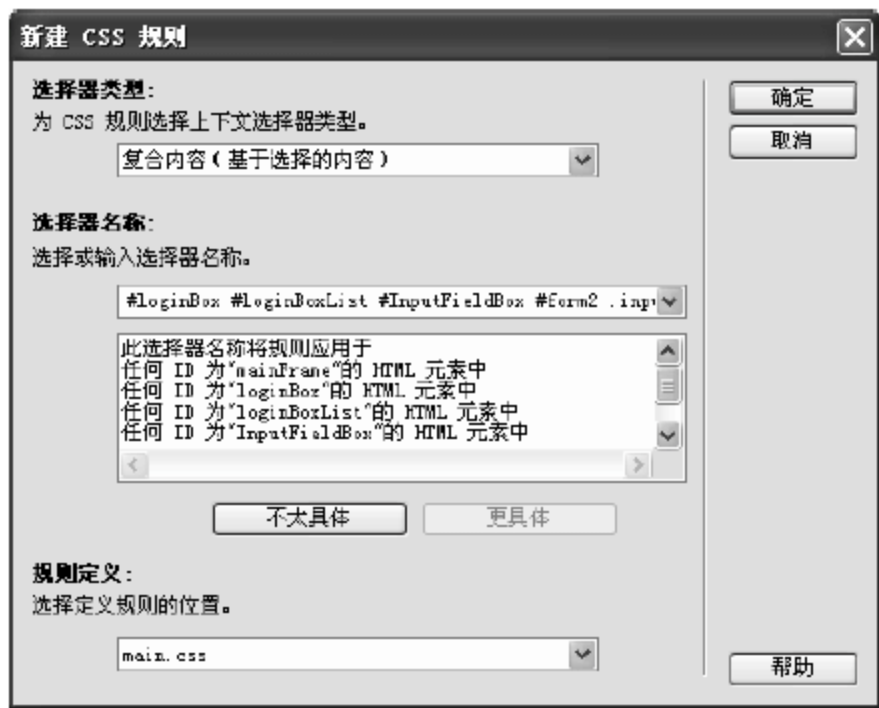 新建 CSS 规则
选择器类型:
为 CSS 规则选择上下文选择器类型。
复合内容(基于选择的内容)
选择器名称:
选择或输入选择器名称。
#loginBox #loginBoxList #InputFieldBox #form2 .inpu
此选择器名称将规则应用于
任何 ID 为"mainFrame"的 HTML 元素中
任何 ID 为"loginBox"的 HTML 元素中
任何 ID 为"loginBoxList"的 HTML 元素中
任何 ID 为"InputFieldBox"的 HTML 元素中
不太具体
更具体
规则定义:
选择定义规则的位置。
main.css
确定
取消
帮助